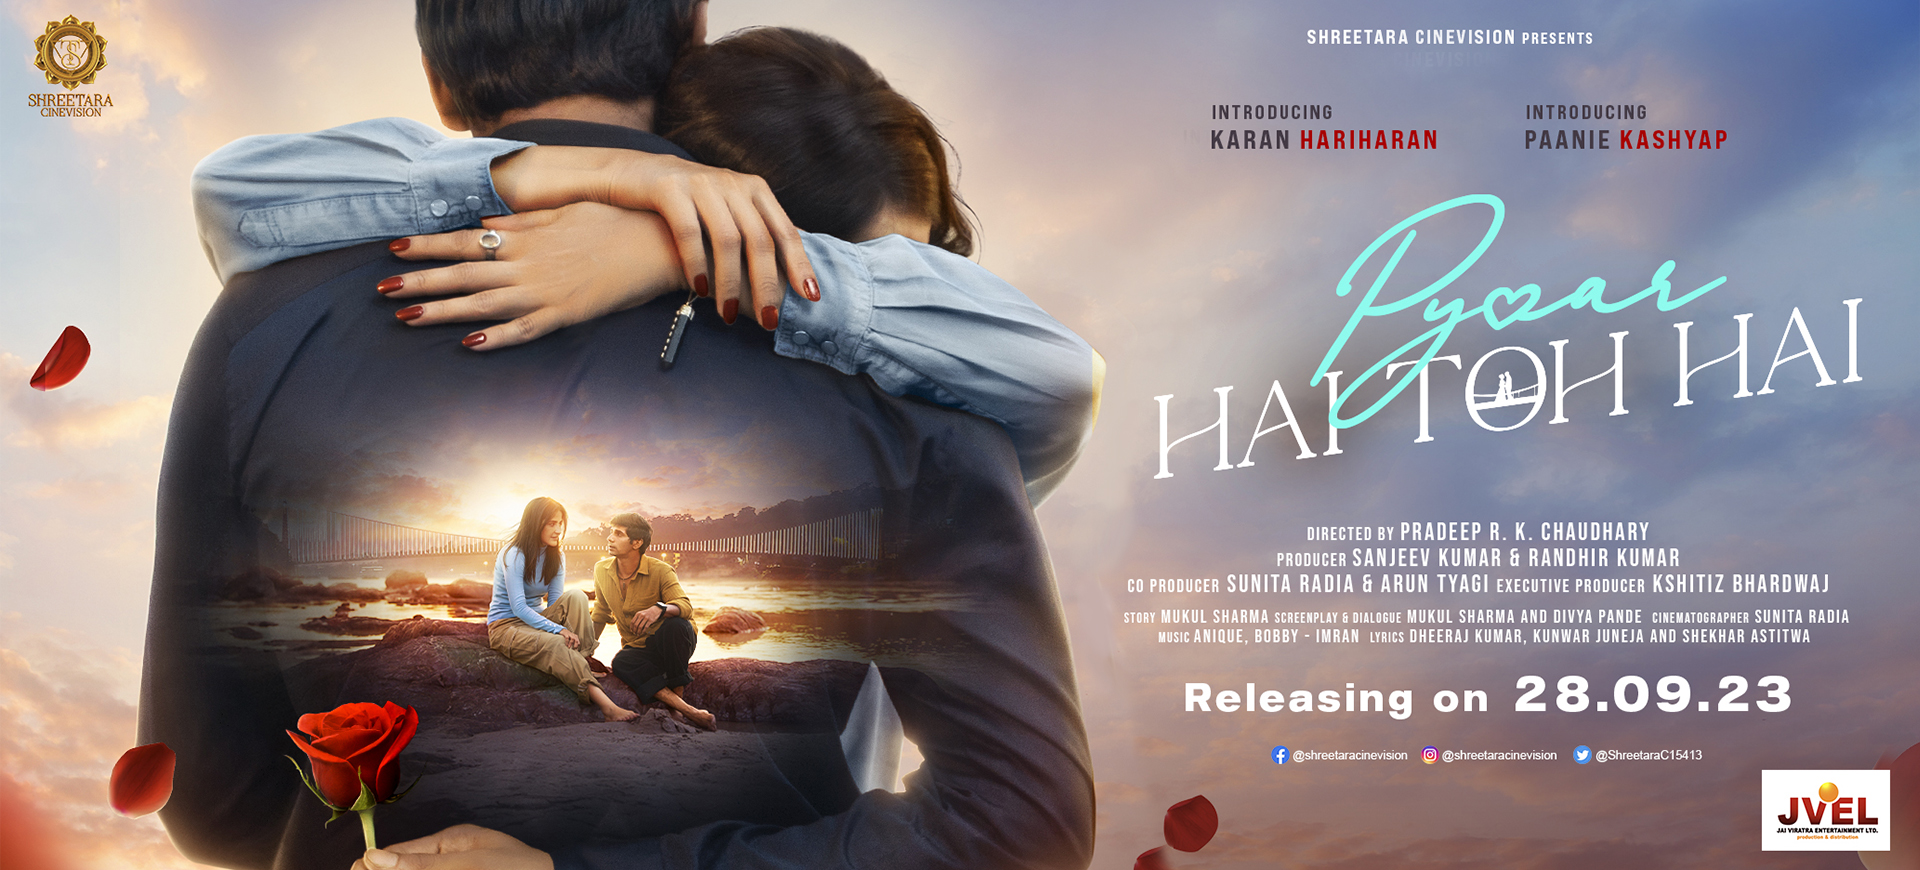 SHREETARA
CINEVISION
SHREETARA CINEVISION PRESENTS
INTRODUCING
KARAN HARIHARAN
INTRODUCING
PAANIE KASHYAP
Pyaar
HAI TOH HAI
DIRECTED BY PRADEEP R. K. CHAUDHARY
PRODUCER SANJEEV KUMAR & RANDHIR KUMAR
CO PRODUCER SUNITA RADIA & ARUN TYAGI EXECUTIVE PRODUCER KSHITIZ BHARDWAJ
STORY MUKUL SHARMA SCREENPLAY & DIALOGUE MUKUL SHARMA AND DIVYA PANDE CINEMATOGRAPHER SUNITA RADIA
MUSIC ANIQUE, BOBBY - IMRAN LYRICS DHEERAJ KUMAR, KUNWAR JUNEJA AND SHEKHAR ASTITWA
Releasing on 28.09.23
@shreetaracinevision @shreetaracinevision @ShreetaraC15413
JVEL
JAI VIRATRA ENTERTAINMENT LTD.
production & distribution